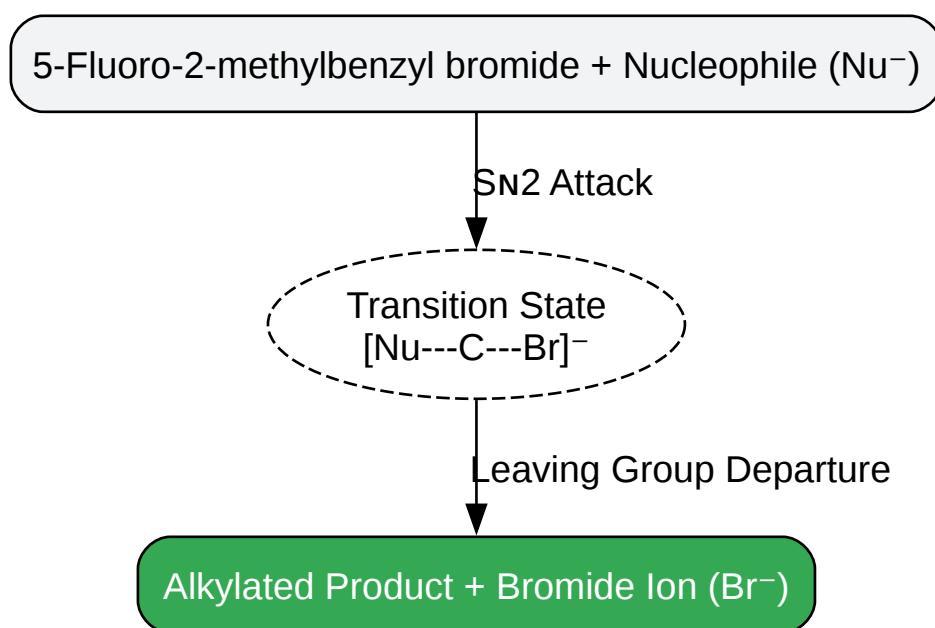 5-Fluoro-2-methylbenzyl bromide + Nucleophile (Nu⁻)
Sɴ2 Attack
Transition State
[Nu---C---Br]⁻
Leaving Group Departure
Alkylated Product + Bromide Ion (Br⁻)